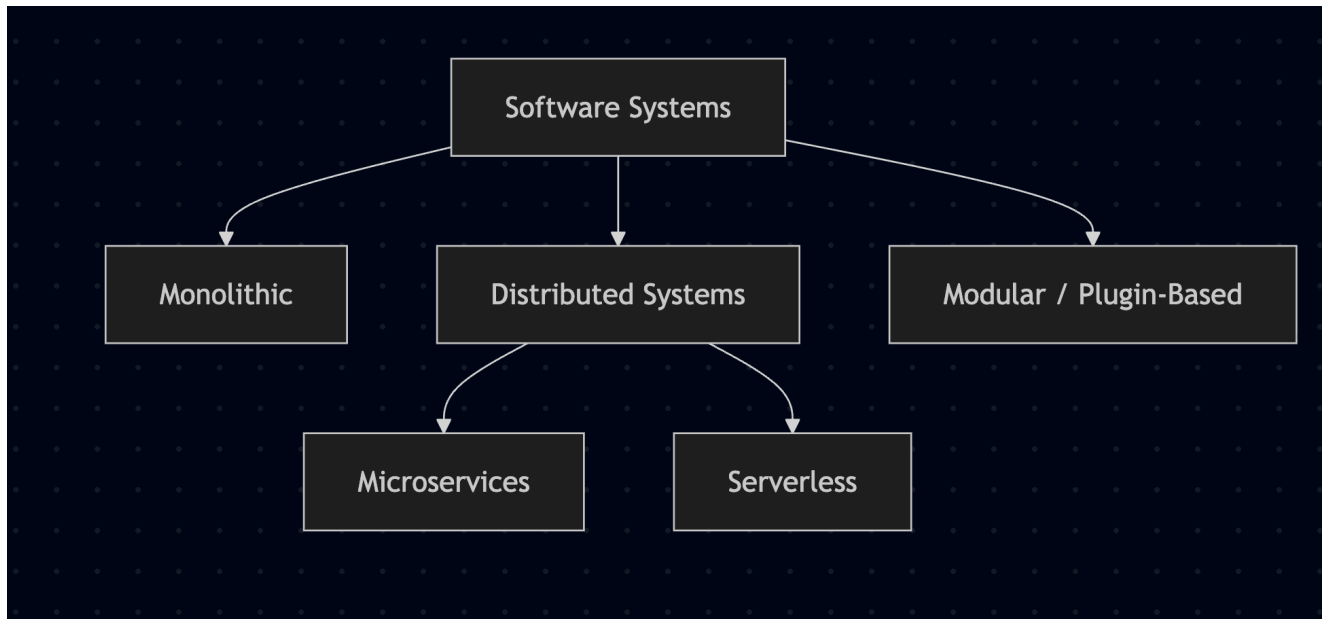 Software Systems
Monolithic
Distributed Systems
Modular / Plugin-Based
Microservices
Serverless